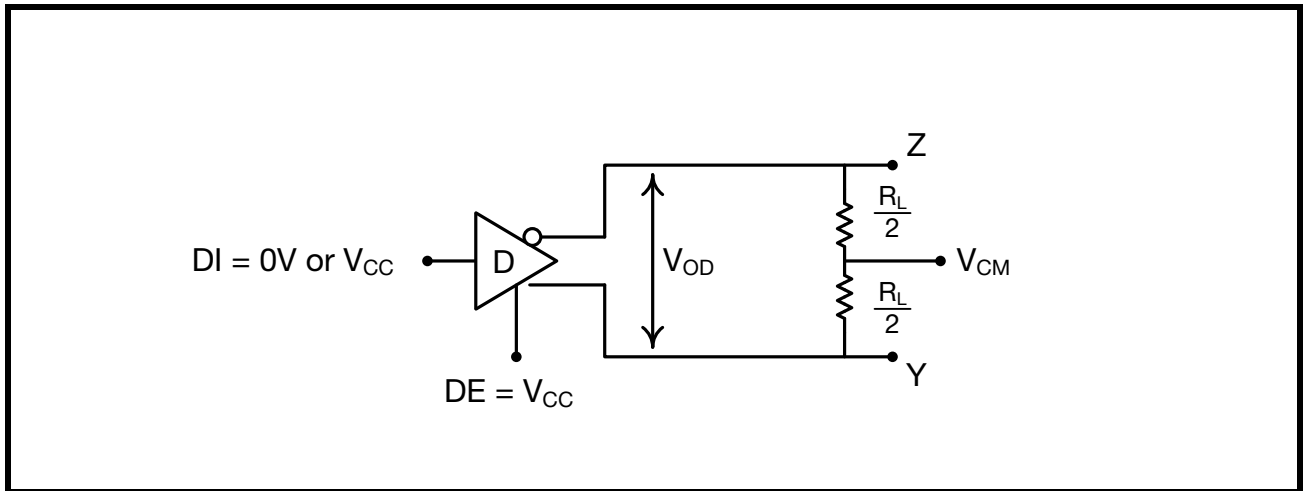 Z
R_L
2
DI = 0V or V_CC
D
V_OD
V_CM
R_L
2
Y
DE = V_CC